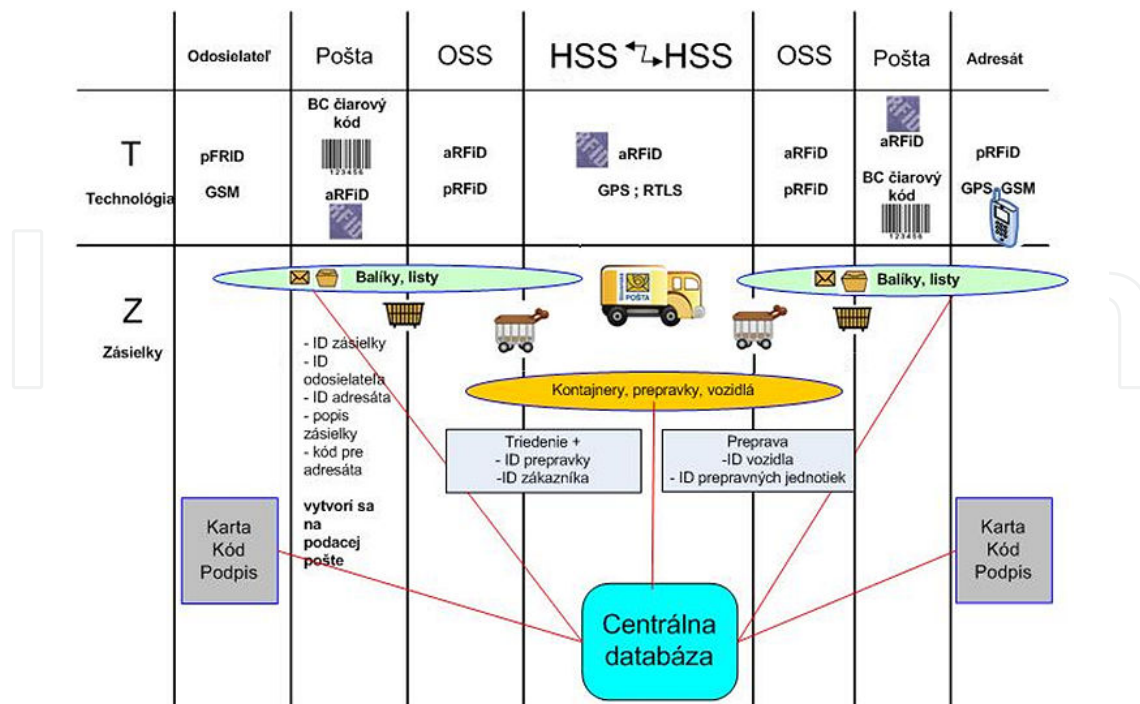 Odosielateľ Pošta OSS HSS HSS OSS Pošta Adresát
T
Technológia
pFRID
GSM
BC čiarový
kód
123456
aRFiD
RFiD
aRFiD
pRFiD
RFiD aRFiD
GPS ; RTLS
aRFiD
pRFiD
RFiD
aRFiD
BC čiarový
kód
123456
pRFiD
GPS GSM
Z
Zásielky
Balíky, listy
POŠTA
Balíky, listy
- ID zásielky
- ID
odosielateľa
- ID adresáta
- popis
zásielky
- kód pre
adresáta
vytvorí sa
na
podacej
pošte
Kontajnery, prepravky, vozidlá
Triedenie +
- ID prepravky
-ID zákazníka
Preprava
-ID vozidla
- ID prepravných jednotiek
Karta
Kód
Podpis
Centrálna
databáza
Karta
Kód
Podpis